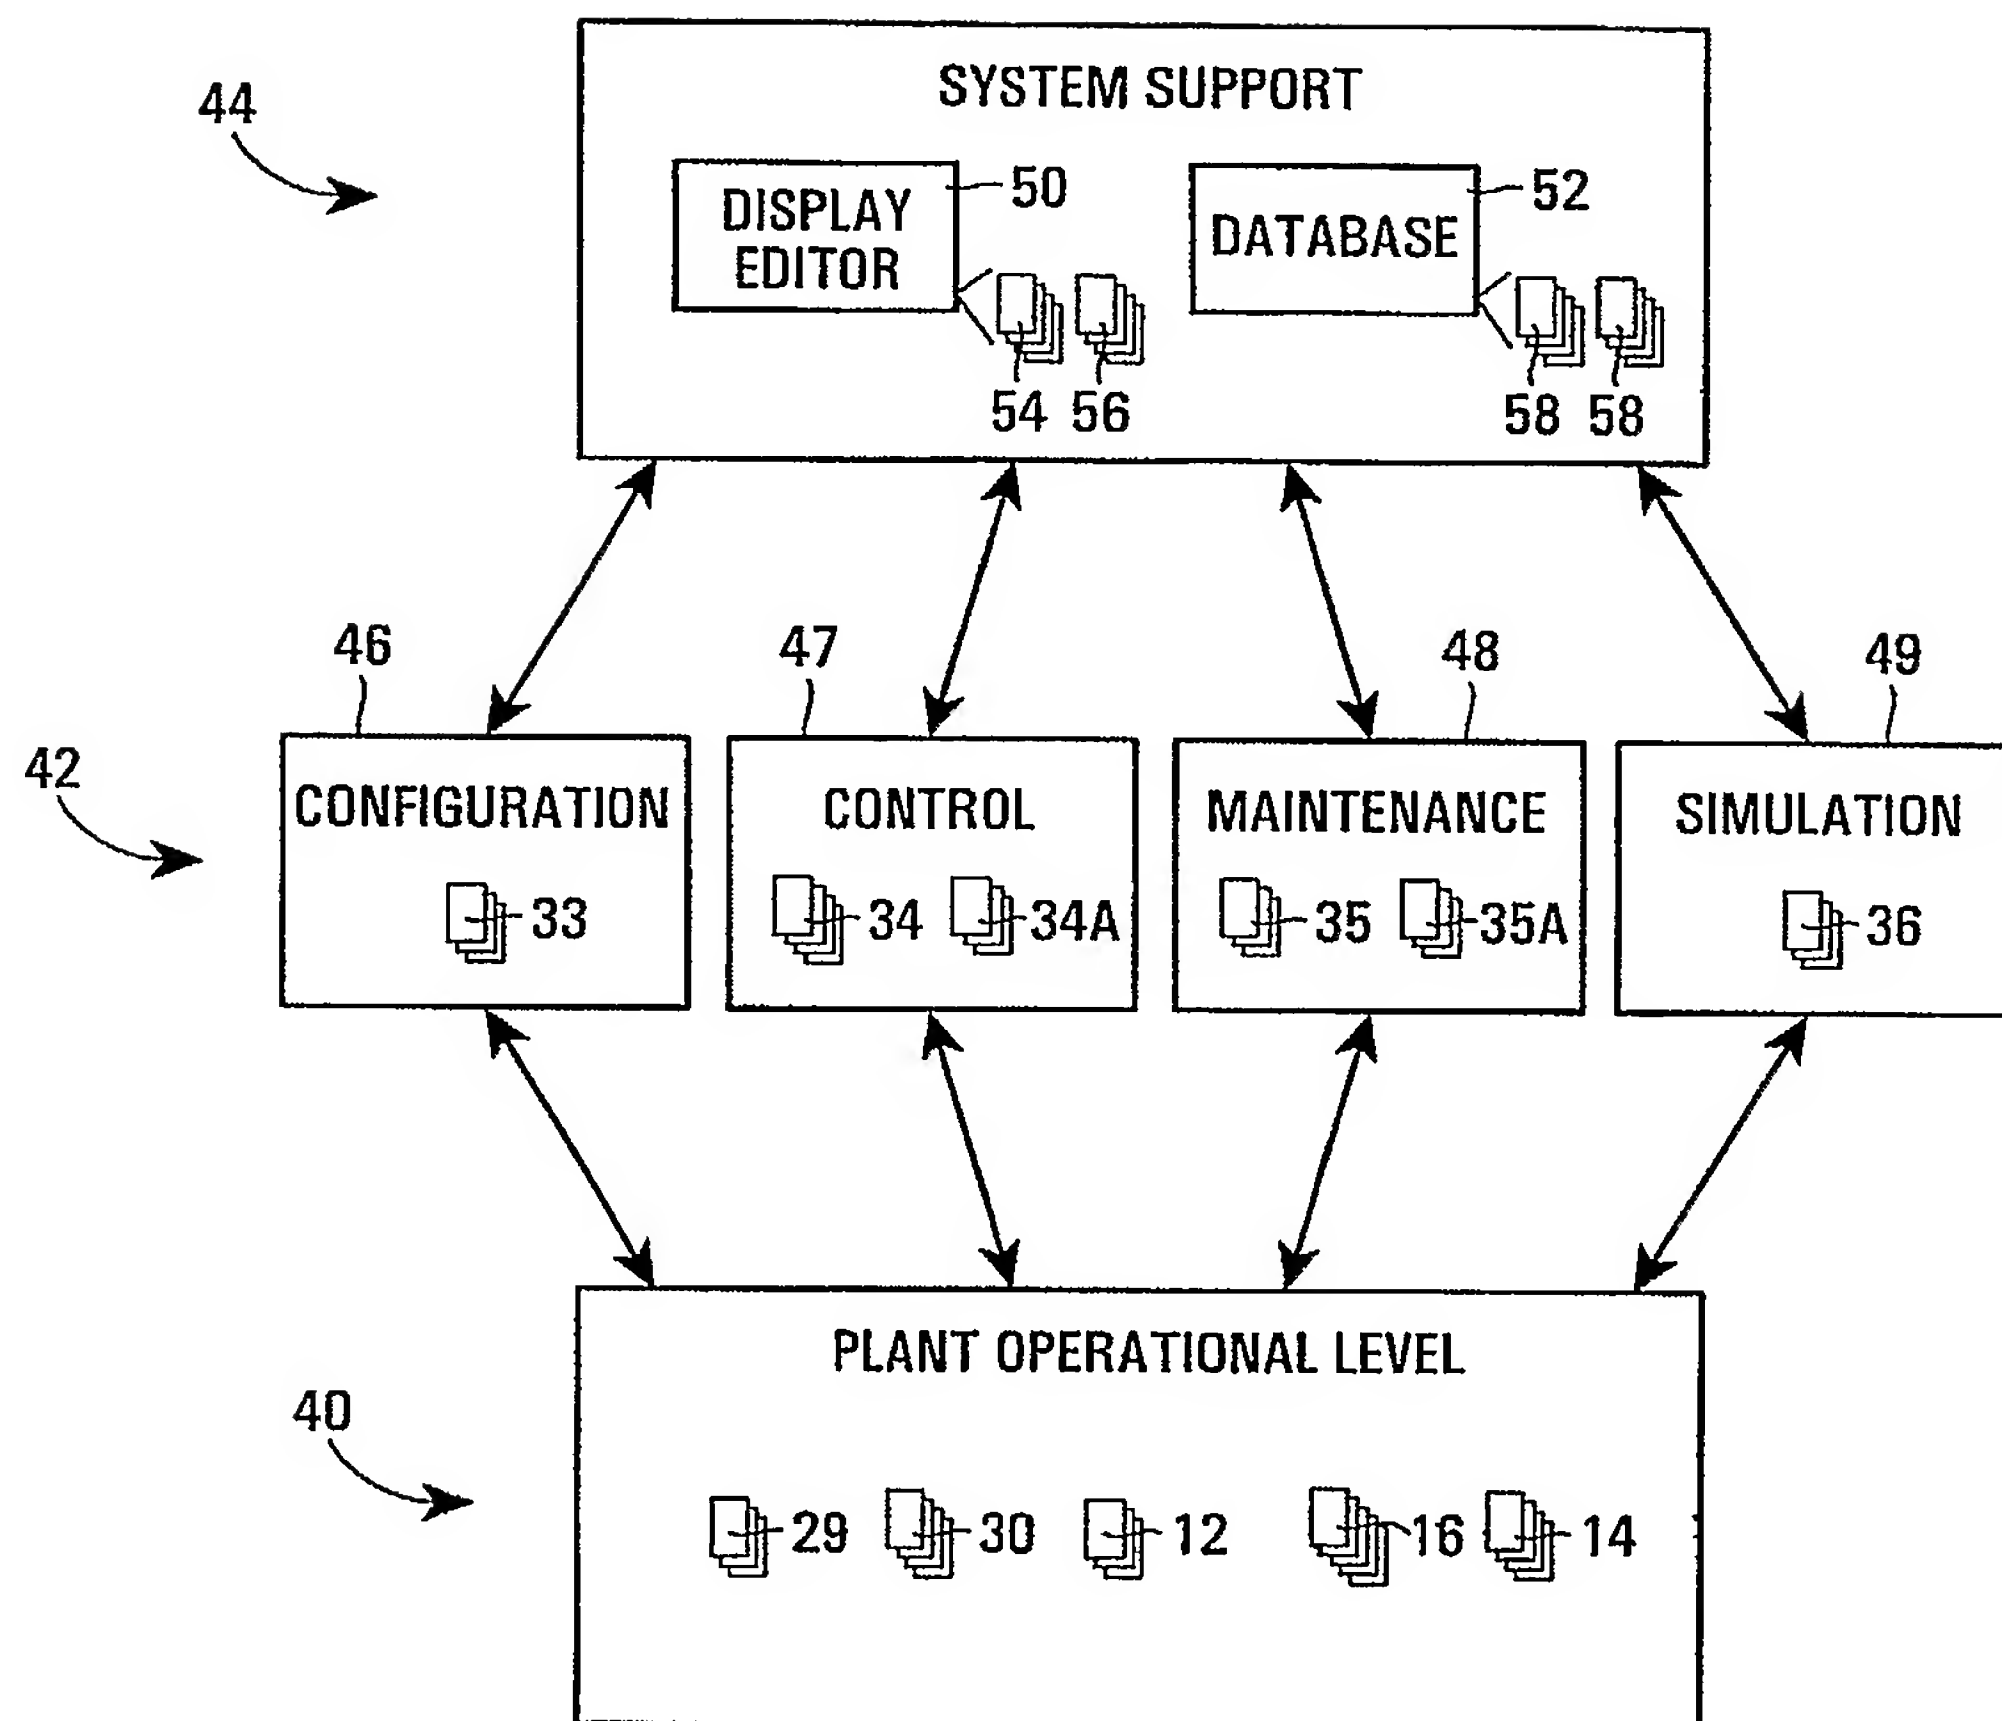 SYSTEM SUPPORT
44
DISPLAY
EDITOR
50
DATABASE
52
54 56
58 58
46
47
48
49
42
CONFIGURATION
33
CONTROL
34 34A
MAINTENANCE
35 35A
SIMULATION
36
PLANT OPERATIONAL LEVEL
40
29 30 12 16 14